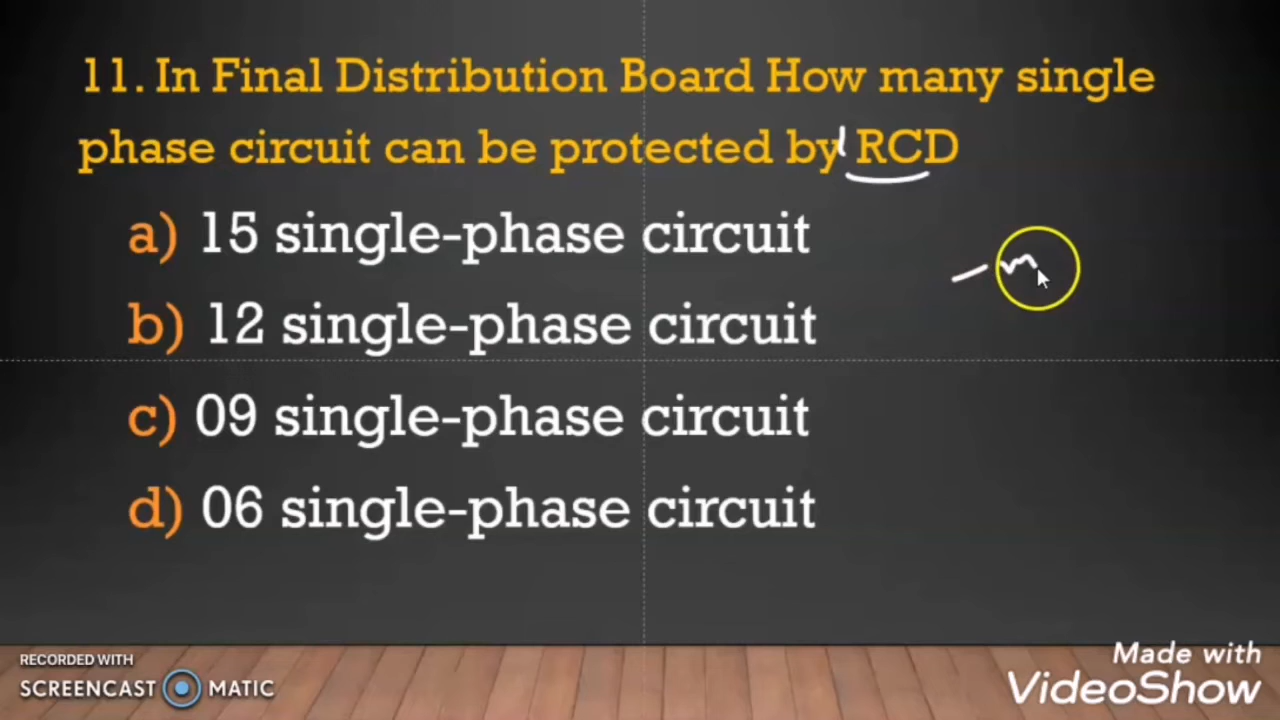 11. In Final Distribution Board How many single
phase circuit can be protected by 1 RCD
a) 15 single-phase circuit
b) 12 single-phase circuit
c) 09 single-phase circuit
d) 06 single-phase circuit
RECORDED WITH
SCREENCAST MATIC
Made with
VideoShow